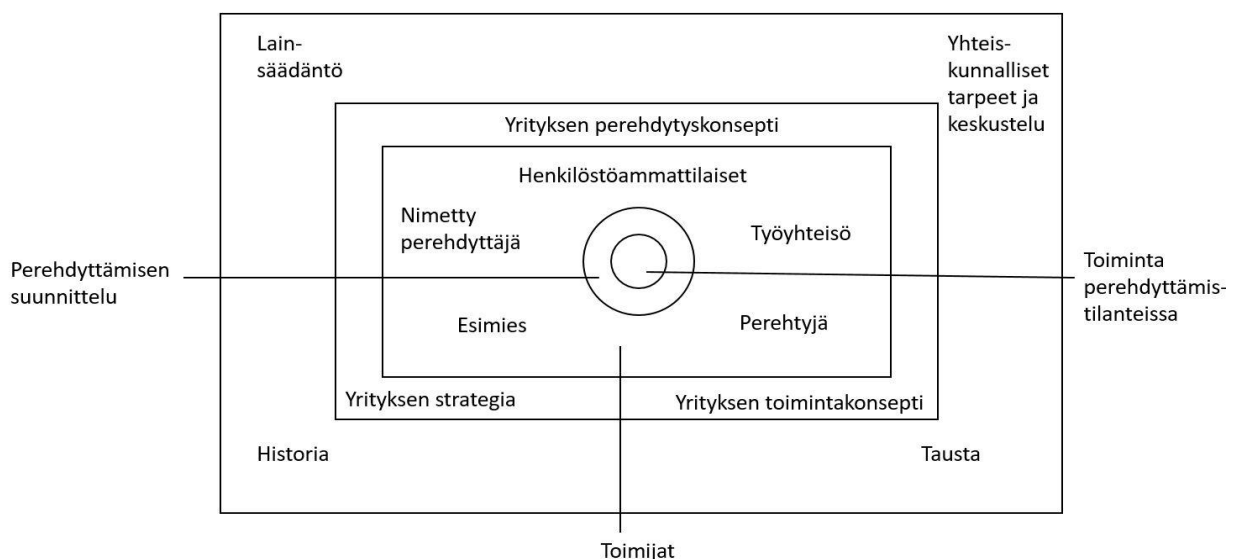 Lain-
säädäntö
Yhteis-
kunnalliset
tarpeet ja
keskustelu
Yrityksen perehdytyskonsepti
Henkilöstöammattilaiset
Nimetty
perehdyttäjä
Työyhteisö
Perehdyttämisen
suunnittelu
Toiminta
perehdyttämis-
tilanteissa
Esimies
Perehtyjä
Yrityksen strategia
Yrityksen toimintakonsepti
Historia
Tausta
Toimijat